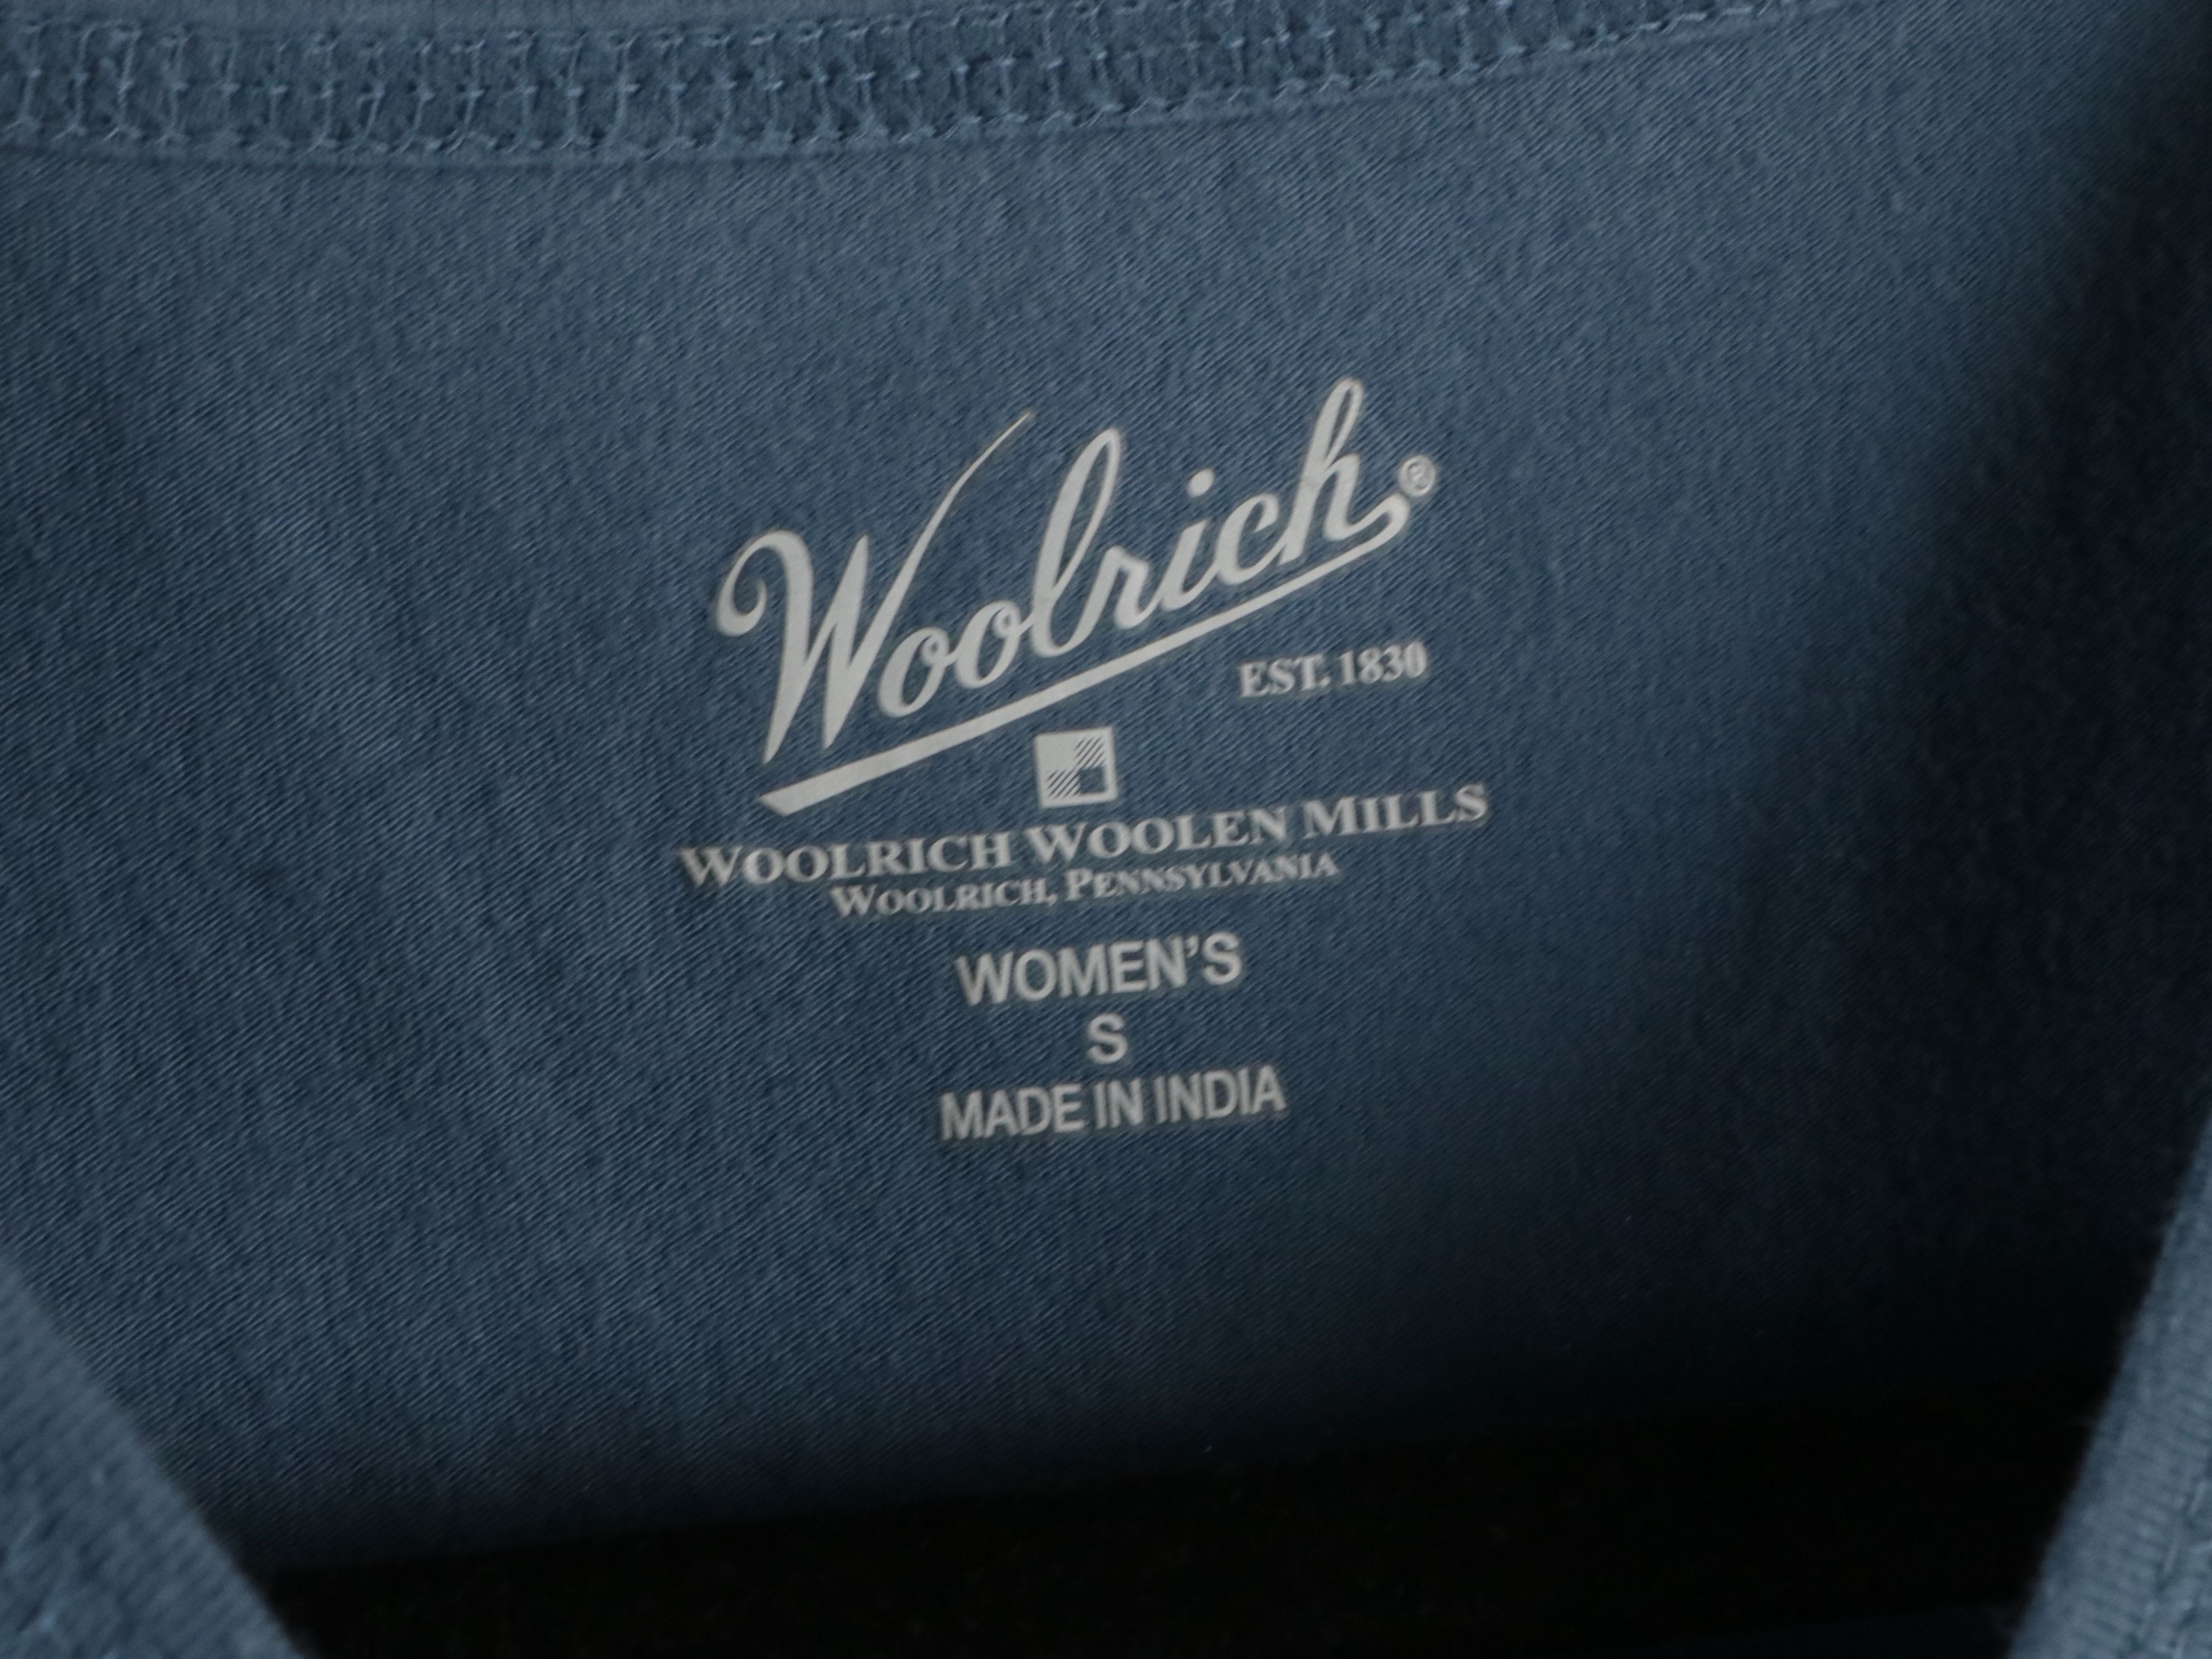 Woolrich®
EST. 1830
WOOLRICH WOOLEN MILLS
WOOLRICH, PENNSYLVANIA
WOMEN'S
S
MADE IN INDIA